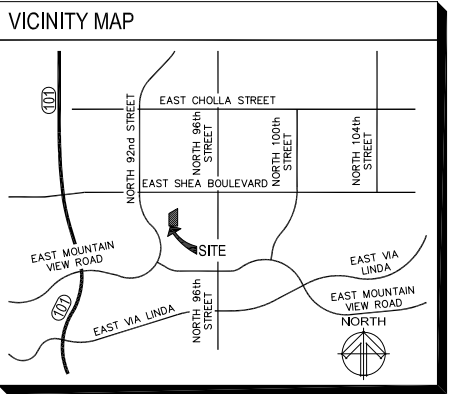 VICINITY MAP
101
EAST CHOLLA STREET
NORTH 92nd STREET
NORTH 96th
STREET
NORTH 100th
STREET
NORTH 104th
STREET
EAST SHEA BOULEVARD
SITE
EAST MOUNTAIN
VIEW ROAD
EAST VIA
LINDA
101
EAST VIA LINDA
NORTH 96th
STREET
EAST MOUNTAIN
VIEW ROAD
NORTH